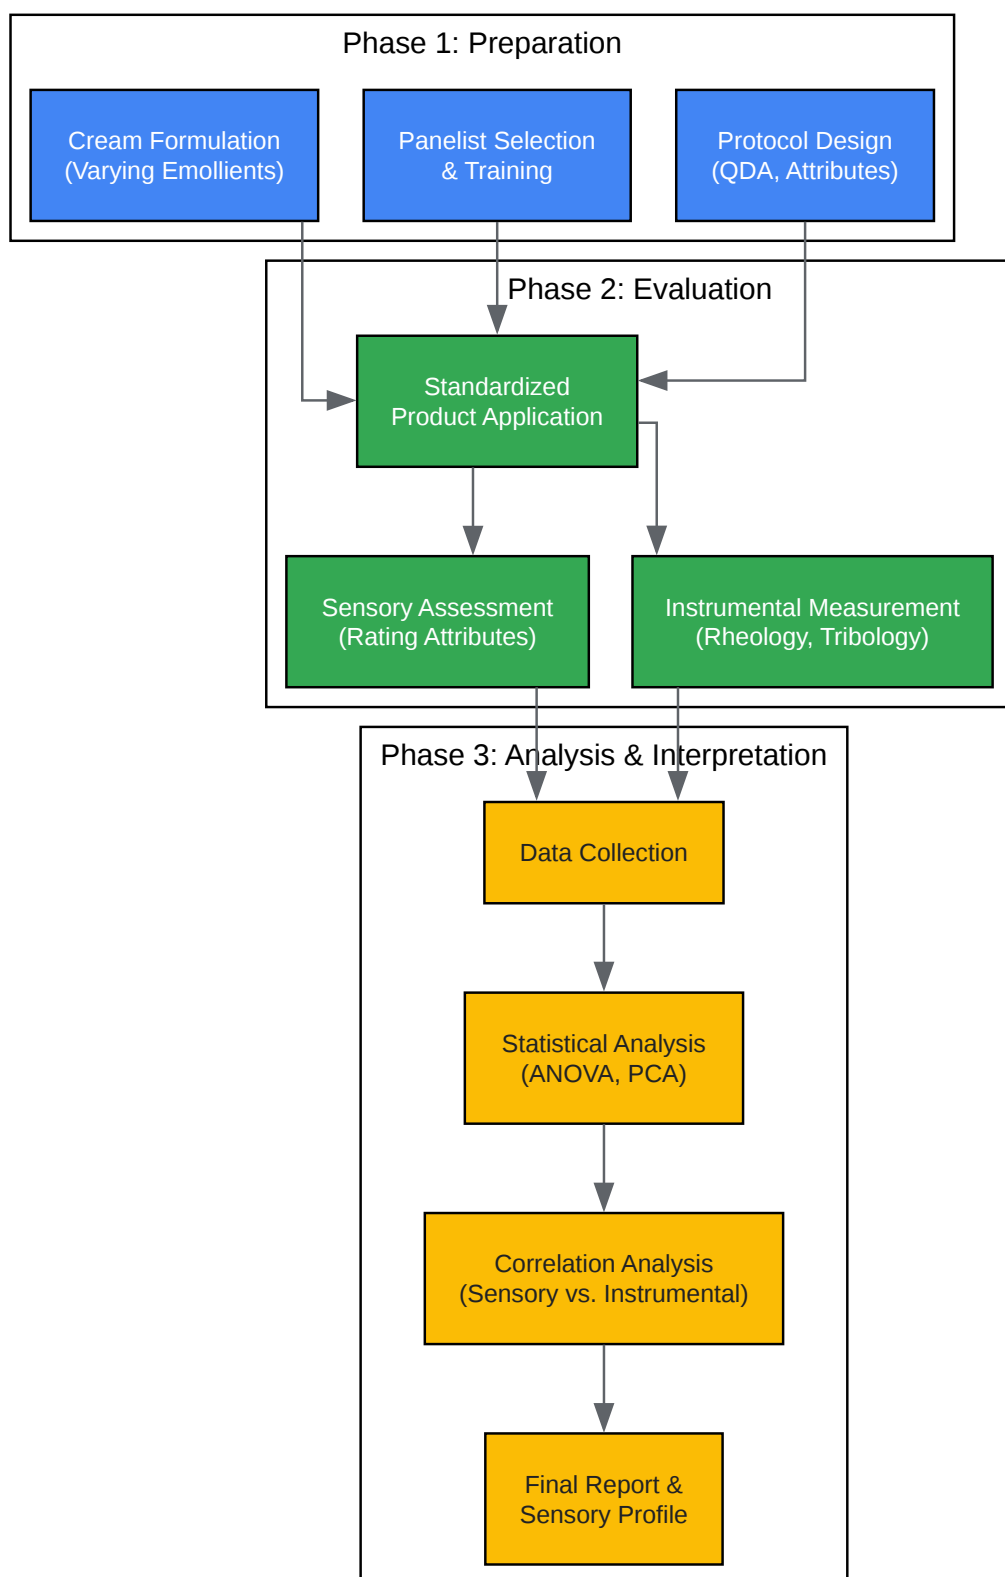 Phase 1: Preparation
Cream Formulation
(Varying Emollients)
Panelist Selection
& Training
Protocol Design
(QDA, Attributes)
Phase 2: Evaluation
Standardized
Product Application
Sensory Assessment
(Rating Attributes)
Instrumental Measurement
(Rheology, Tribology)
Phase 3: Analysis & Interpretation
Data Collection
Statistical Analysis
(ANOVA, PCA)
Correlation Analysis
(Sensory vs. Instrumental)
Final Report &
Sensory Profile